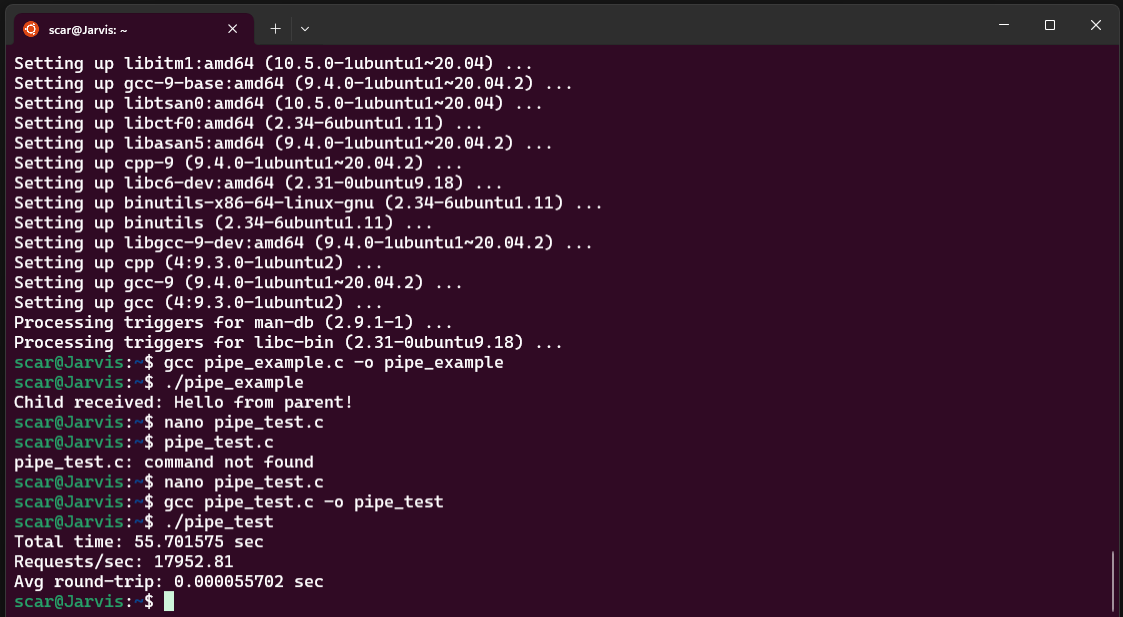 scar@Jarvis: ~
Setting up libitm1:amd64 (10.5.0-1ubuntu1~20.04) ...
Setting up gcc-9-base:amd64 (9.4.0-1ubuntu1~20.04.2) ...
Setting up libtsan0:amd64 (10.5.0-1ubuntu1~20.04) ...
Setting up libctf0:amd64 (2.34-6ubuntu1.11) ...
Setting up libasan5:amd64 (9.4.0-1ubuntu1~20.04.2) ...
Setting up cpp-9 (9.4.0-1ubuntu1~20.04.2) ...
Setting up libc6-dev:amd64 (2.31-0ubuntu9.18) ...
Setting up binutils-x86-64-linux-gnu (2.34-6ubuntu1.11) ...
Setting up binutils (2.34-6ubuntu1.11) ...
Setting up libgcc-9-dev:amd64 (9.4.0-1ubuntu1~20.04.2) ...
Setting up cpp (4:9.3.0-1ubuntu2) ...
Setting up gcc-9 (9.4.0-1ubuntu1~20.04.2) ...
Setting up gcc (4:9.3.0-1ubuntu2) ...
Processing triggers for man-db (2.9.1-1) ...
Processing triggers for libc-bin (2.31-0ubuntu9.18) ...
scar@Jarvis:~$ gcc pipe_example.c -o pipe_example
scar@Jarvis:~$ ./pipe_example
Child received: Hello from parent!
scar@Jarvis:~$ nano pipe_test.c
scar@Jarvis:~$ pipe_test.c
pipe_test.c: command not found
scar@Jarvis:~$ nano pipe_test.c
scar@Jarvis:~$ gcc pipe_test.c -o pipe_test
scar@Jarvis:~$ ./pipe_test
Total time: 55.701575 sec
Requests/sec: 17952.81
Avg round-trip: 0.000055702 sec
scar@Jarvis:~$